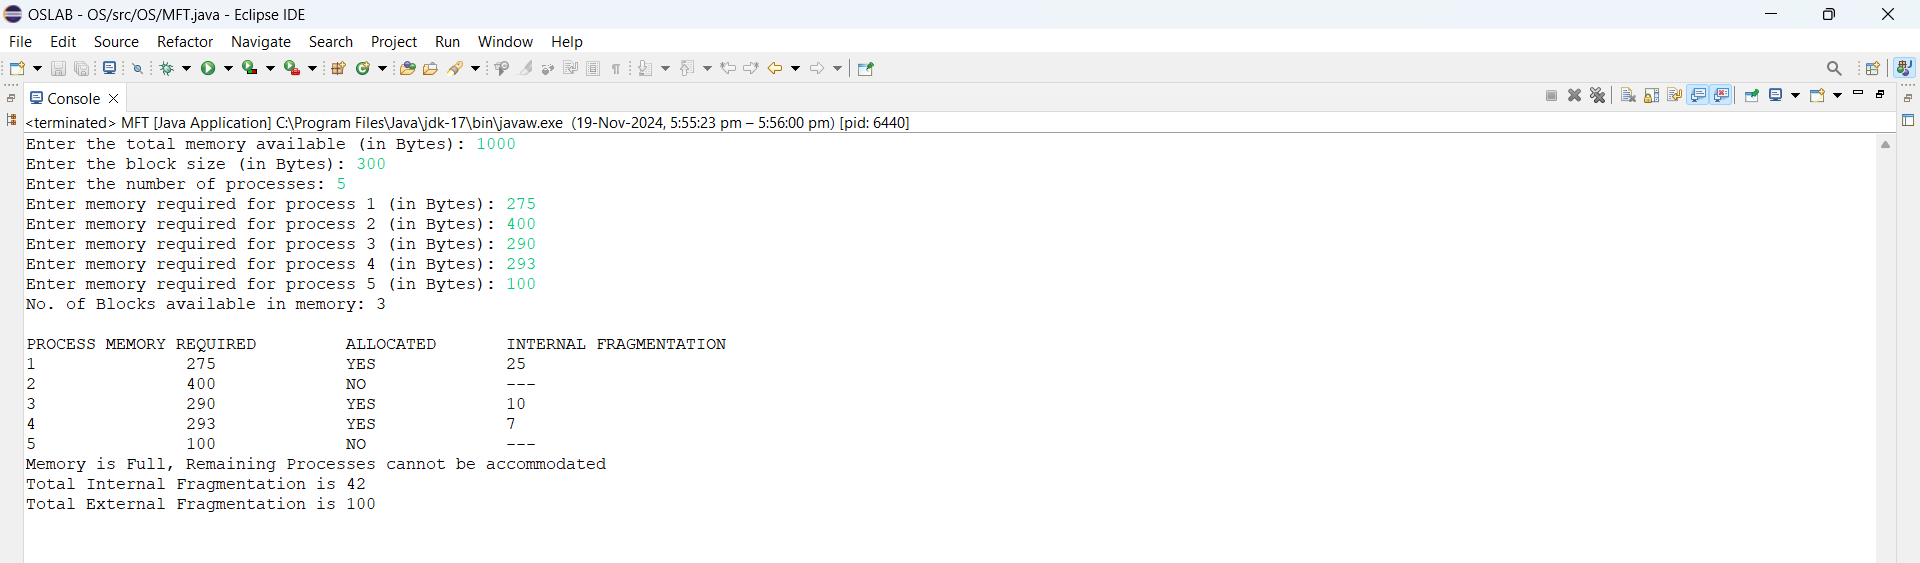 OSLAB - OS/src/OS/MFT.java - Eclipse IDE
File Edit Source Refactor Navigate Search Project Run Window Help
Console
<terminated> MFT [Java Application] C:\Program Files\Java\jdk-17\bin\javaw.exe (19-Nov-2024, 5:55:23 pm – 5:56:00 pm) [pid: 6440]
Enter the total memory available (in Bytes): 1000
Enter the block size (in Bytes): 300
Enter the number of processes: 5
Enter memory required for process 1 (in Bytes): 275
Enter memory required for process 2 (in Bytes): 400
Enter memory required for process 3 (in Bytes): 290
Enter memory required for process 4 (in Bytes): 293
Enter memory required for process 5 (in Bytes): 100
No. of Blocks available in memory: 3
PROCESS MEMORY REQUIRED ALLOCATED INTERNAL FRAGMENTATION
1 275 YES 25
2 400 NO ---
3 290 YES 10
4 293 YES 7
5 100 NO ---
Memory is Full, Remaining Processes cannot be accommodated
Total Internal Fragmentation is 42
Total External Fragmentation is 100